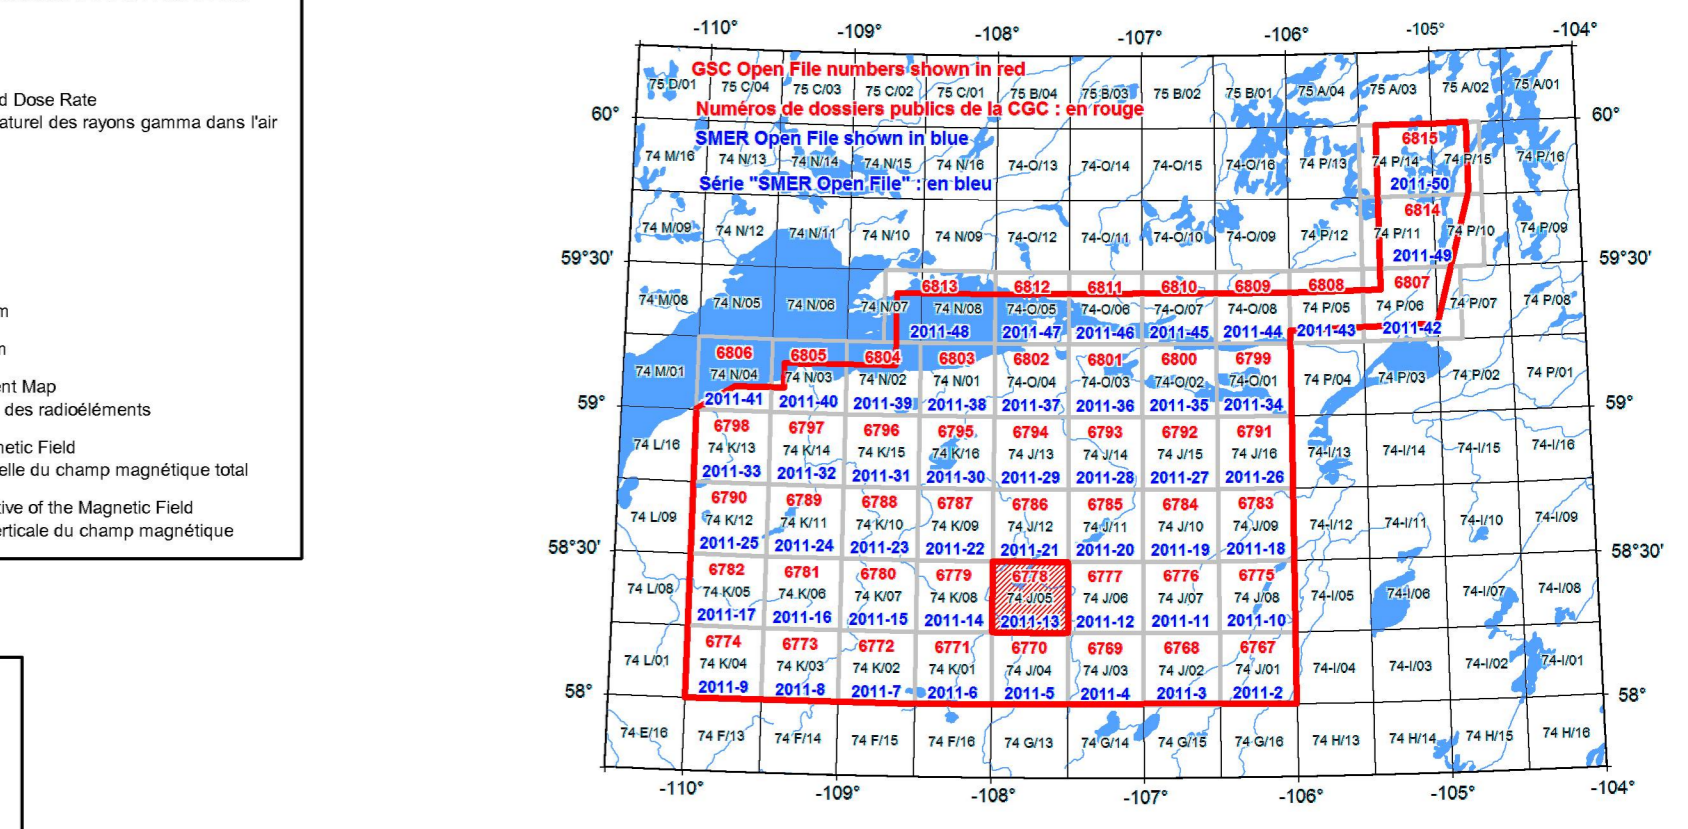 d Dose Rate
aturel des rayons gamma dans l'air
m
m
ent Map
des radioéléments
netic Field
elle du champ magnétique total
tive of the Magnetic Field
erticale du champ magnétique
-110° -109° -108° -107° -106° -105° -104°
GSC Open File numbers shown in red
75 D/01 75 C/04 75 C/03 75 C/02 75 C/01 75 B/04 75 B/03 75 B/02 75 B/01 75 A/04 75 A/03 75 A/02 75 A/01
Numéros de dossiers publics de la CGC : en rouge
60° 60°
SMER Open File shown in blue
6815
74 M/16 74 N/13 74 N/14 74 N/15 74 N/16 74-O/13 74-O/14 74-O/15 74-O/16 74 P/13 74 P/14 74 P/15 74 P/16
Série "SMER Open File" : en bleu
2011-50
6814
74 M/09 74 N/12 74 N/11 74 N/10 74 N/09 74-O/12 74-O/11 74-O/10 74-O/09 74 P/12 74 P/11 74 P/10 74 P/09
2011-49
59°30' 59°30'
6813 6812 6811 6810 6809 6808 6807
74 M/08 74 N/05 74 N/06 74 N/07 74 N/08 74-O/05 74-O/06 74-O/07 74-O/08 74 P/05 74 P/06 74 P/07 74 P/08
2011-48 2011-47 2011-46 2011-45 2011-44 2011-43 2011-42
6806 6805 6804 6803 6802 6801 6800 6799
74 M/01 74 N/04 74 N/03 74 N/02 74 N/01 74-O/04 74-O/03 74-O/02 74-O/01 74 P/04 74 P/03 74 P/02 74 P/01
2011-41 2011-40 2011-39 2011-38 2011-37 2011-36 2011-35 2011-34
59° 59°
6798 6797 6796 6795 6794 6793 6792 6791
74 L/16 74 K/13 74 K/14 74 K/15 74 K/16 74 J/13 74 J/14 74 J/15 74 J/16 74-I/13 74-I/14 74-I/15 74-I/16
2011-33 2011-32 2011-31 2011-30 2011-29 2011-28 2011-27 2011-26
6790 6789 6788 6787 6786 6785 6784 6783
74 L/09 74 K/12 74 K/11 74 K/10 74 K/09 74 J/12 74 J/11 74 J/10 74 J/09 74-I/12 74-I/11 74-I/10 74-I/09
2011-25 2011-24 2011-23 2011-22 2011-21 2011-20 2011-19 2011-18
58°30' 58°30'
6782 6781 6780 6779 6778 6777 6776 6775
74 L/08 74 K/05 74 K/06 74 K/07 74 K/08 74 J/05 74 J/06 74 J/07 74 J/08 74-I/05 74-I/06 74-I/07 74-I/08
2011-17 2011-16 2011-15 2011-14 2011-13 2011-12 2011-11 2011-10
6774 6773 6772 6771 6770 6769 6768 6767
74 L/01 74 K/04 74 K/03 74 K/02 74 K/01 74 J/04 74 J/03 74 J/02 74 J/01 74-I/04 74-I/03 74-I/02 74-I/01
2011-9 2011-8 2011-7 2011-6 2011-5 2011-4 2011-3 2011-2
58° 58°
74 E/16 74 F/13 74 F/14 74 F/15 74 F/16 74 G/13 74 G/14 74 G/15 74 G/16 74 H/13 74 H/14 74 H/15 74 H/16
-110° -109° -108° -107° -106° -105° -104°